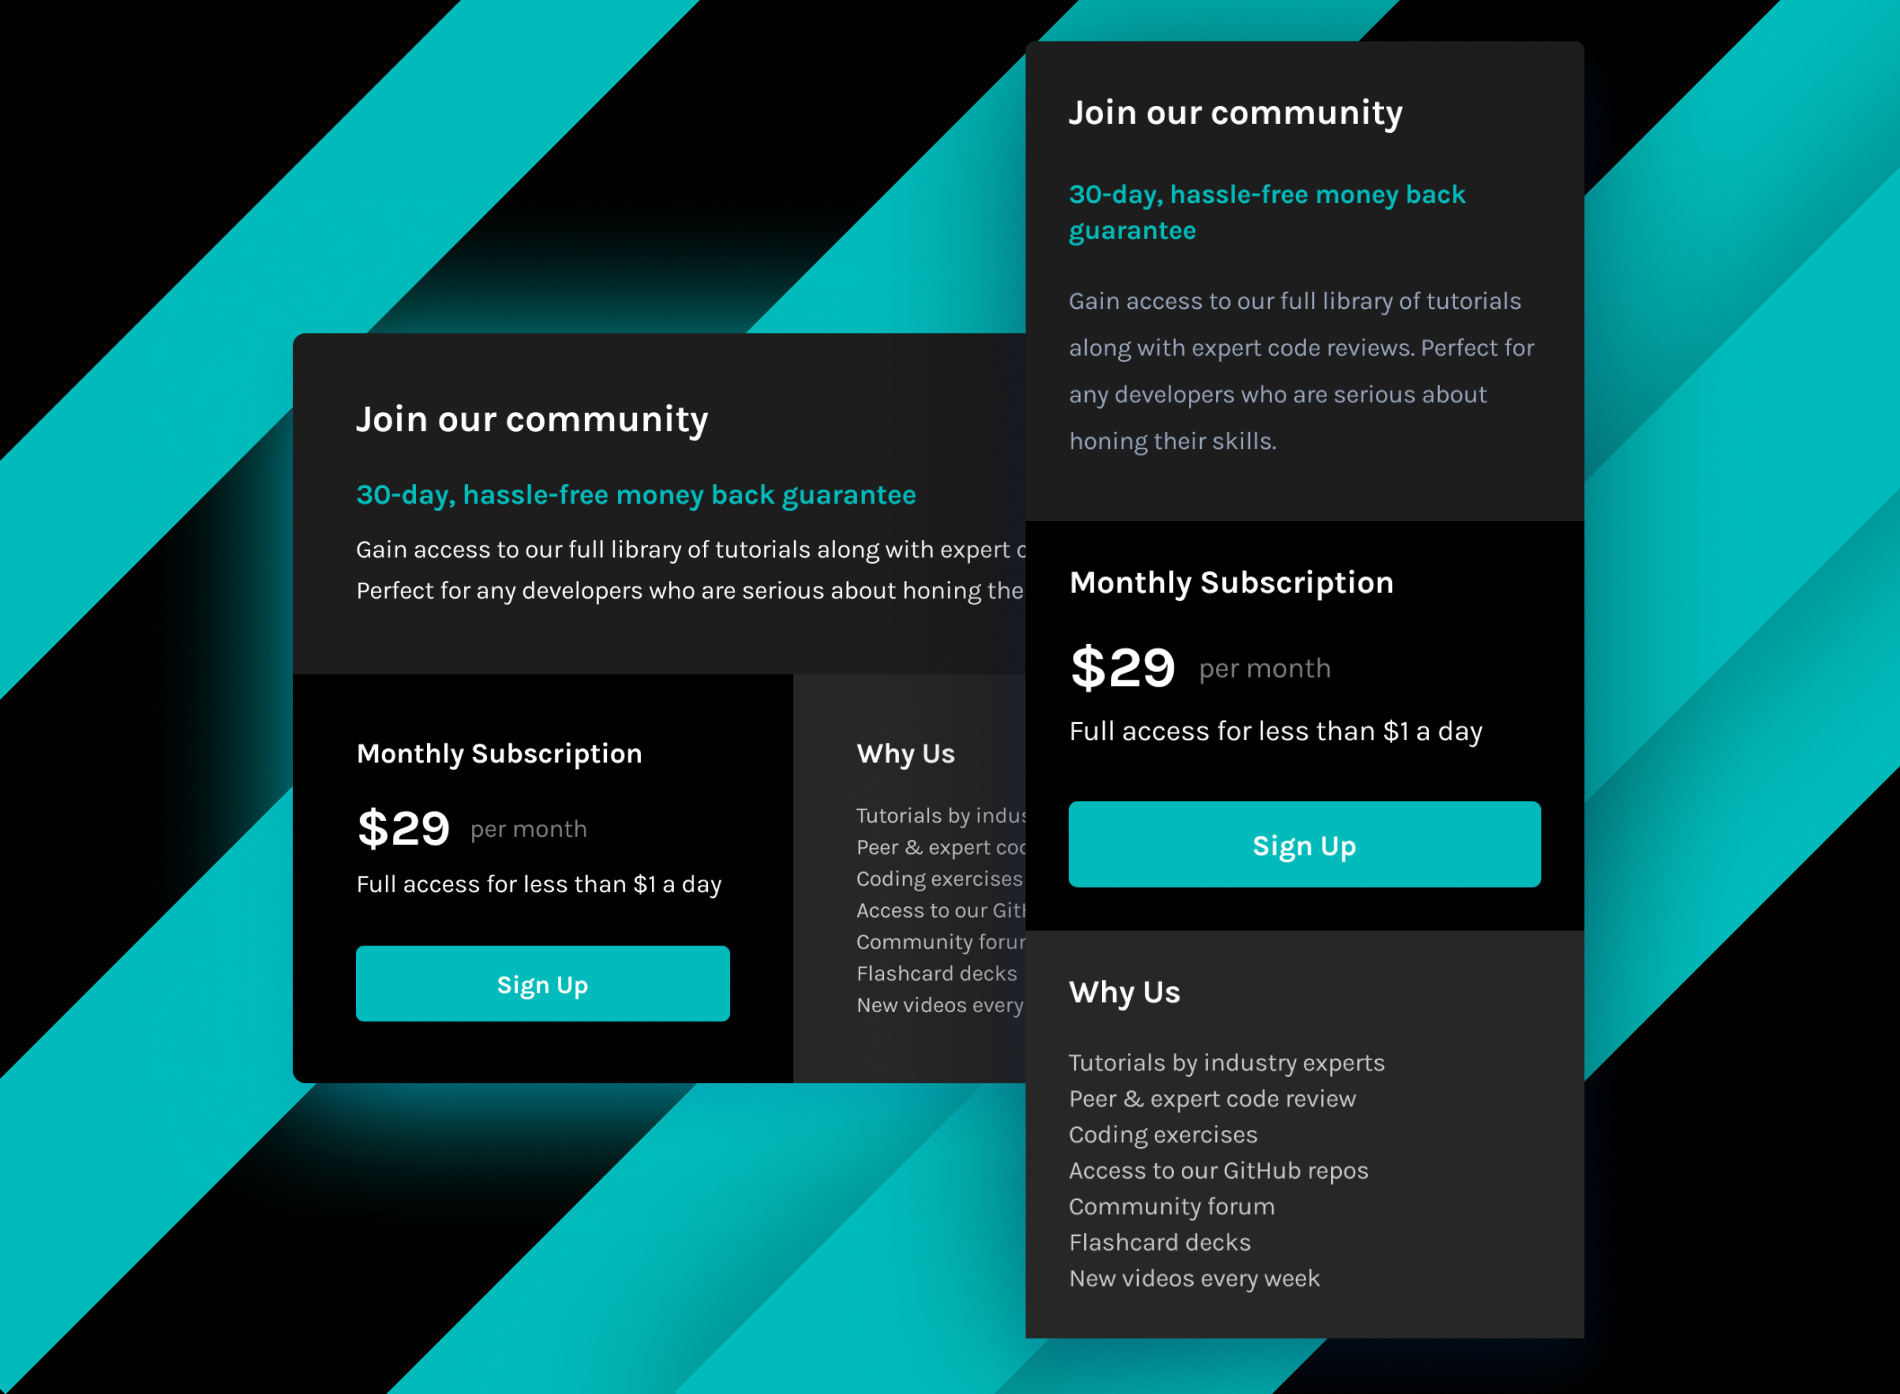 Join our community
30-day, hassle-free money back guarantee
Gain access to our full library of tutorials along with expert
Perfect for any developers who are serious about honing
Monthly Subscription
$29 per month
Full access for less than $1 a day
Sign Up
Why Us
Tutorials by
Peer & expert
Coding exercises
Access to our
Community
Flashcard decks
New videos every
Join our community
30-day, hassle-free money back
guarantee
Gain access to our full library of tutorials
along with expert code reviews. Perfect for
any developers who are serious about
honing their skills.
Monthly Subscription
$29 per month
Full access for less than $1 a day
Sign Up
Why Us
Tutorials by industry experts
Peer & expert code review
Coding exercises
Access to our GitHub repos
Community forum
Flashcard decks
New videos every week